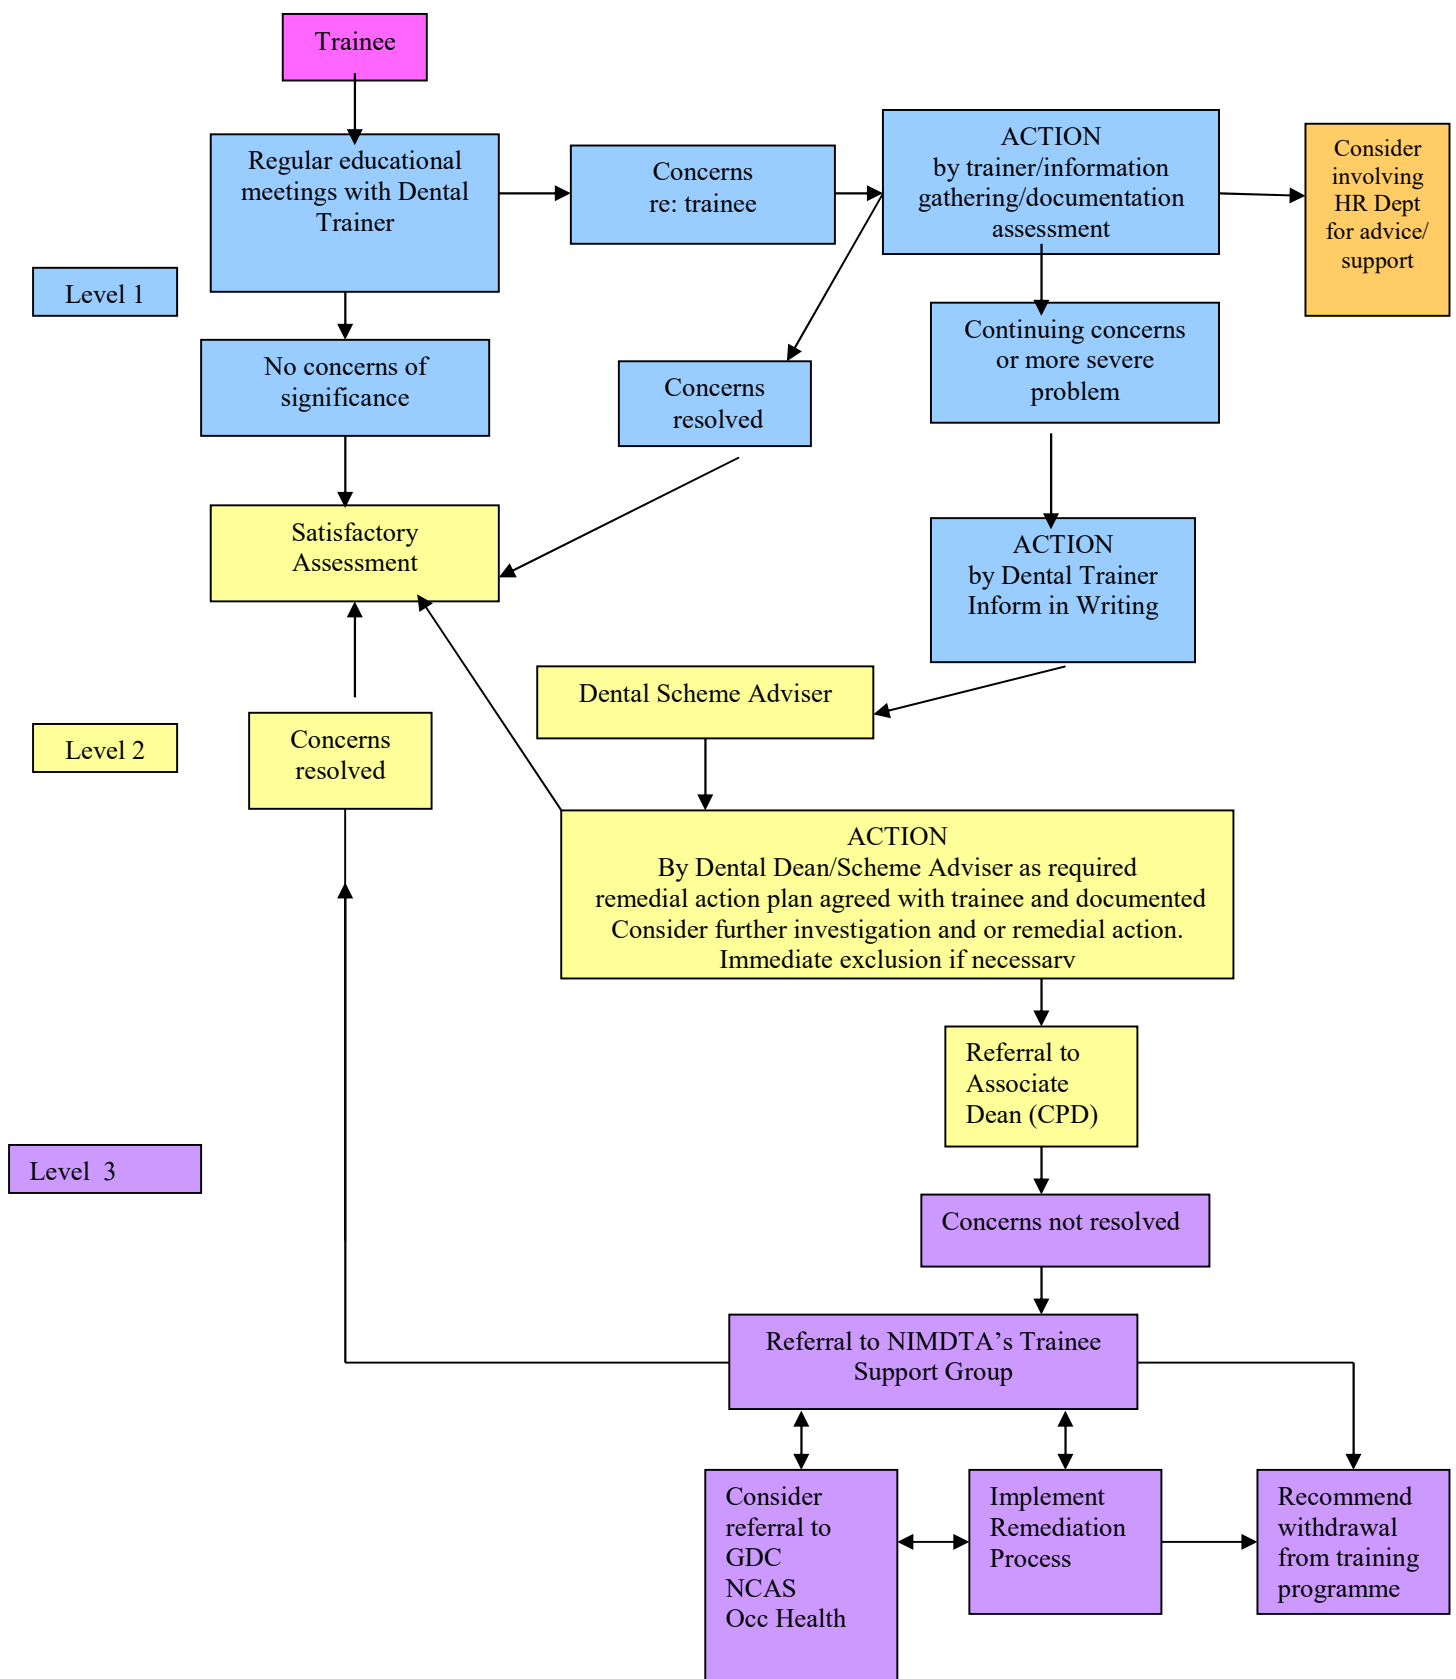 Trainee
Regular educational
meetings with Dental
Trainer
Concerns
re: trainee
ACTION
by trainer/information
gathering/documentation
assessment
Consider
involving
HR Dept
for advice/
support
Level 1
No concerns of
significance
Concerns
resolved
Continuing concerns
or more severe
problem
Satisfactory
Assessment
ACTION
by Dental Trainer
Inform in Writing
Dental Scheme Adviser
Level 2
Concerns
resolved
ACTION
By Dental Dean/Scheme Adviser as required
remedial action plan agreed with trainee and documented
Consider further investigation and or remedial action.
Immediate exclusion if necessary
Referral to
Associate
Dean (CPD)
Level 3
Concerns not resolved
Referral to NIMDTA’s Trainee
Support Group
Consider
referral to
GDC
NCAS
Occ Health
Implement
Remediation
Process
Recommend
withdrawal
from training
programme